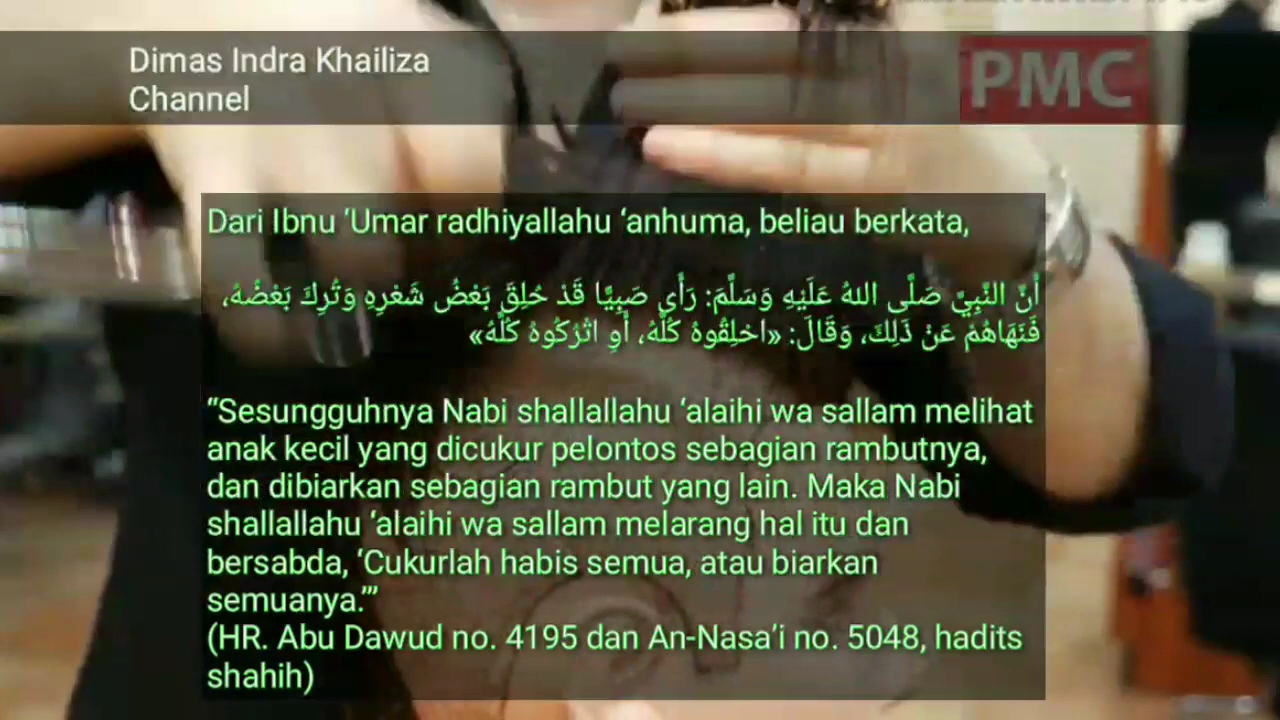 Dimas Indra Khailiza
Channel
PMC
Dari Ibnu ‘Umar radhiyallahu ‘anhuma, beliau berkata,
أَنَّ النَّبِيَّ صَلَّى اللهُ عَلَيْهِ وَسَلَّمَ: رَأَى صَبِيًّا قَدْ حُلِقَ بَعْضُ شَعْرِهِ وَتُرِكَ بَعْضُهُ،
فَنَهَاهُمْ عَنْ ذَلِكَ، وَقَالَ: «احْلِقُوهُ كُلَّهُ، أَوِ اتْرُكُوهُ كُلَّهُ»
“Sesungguhnya Nabi shallallahu ‘alaihi wa sallam melihat
anak kecil yang dicukur pelontos sebagian rambutnya,
dan dibiarkan sebagian rambut yang lain. Maka Nabi
shallallahu ‘alaihi wa sallam melarang hal itu dan
bersabda, ‘Cukurlah habis semua, atau biarkan
semuanya.’”
(HR. Abu Dawud no. 4195 dan An-Nasa’i no. 5048, hadits
shahih)